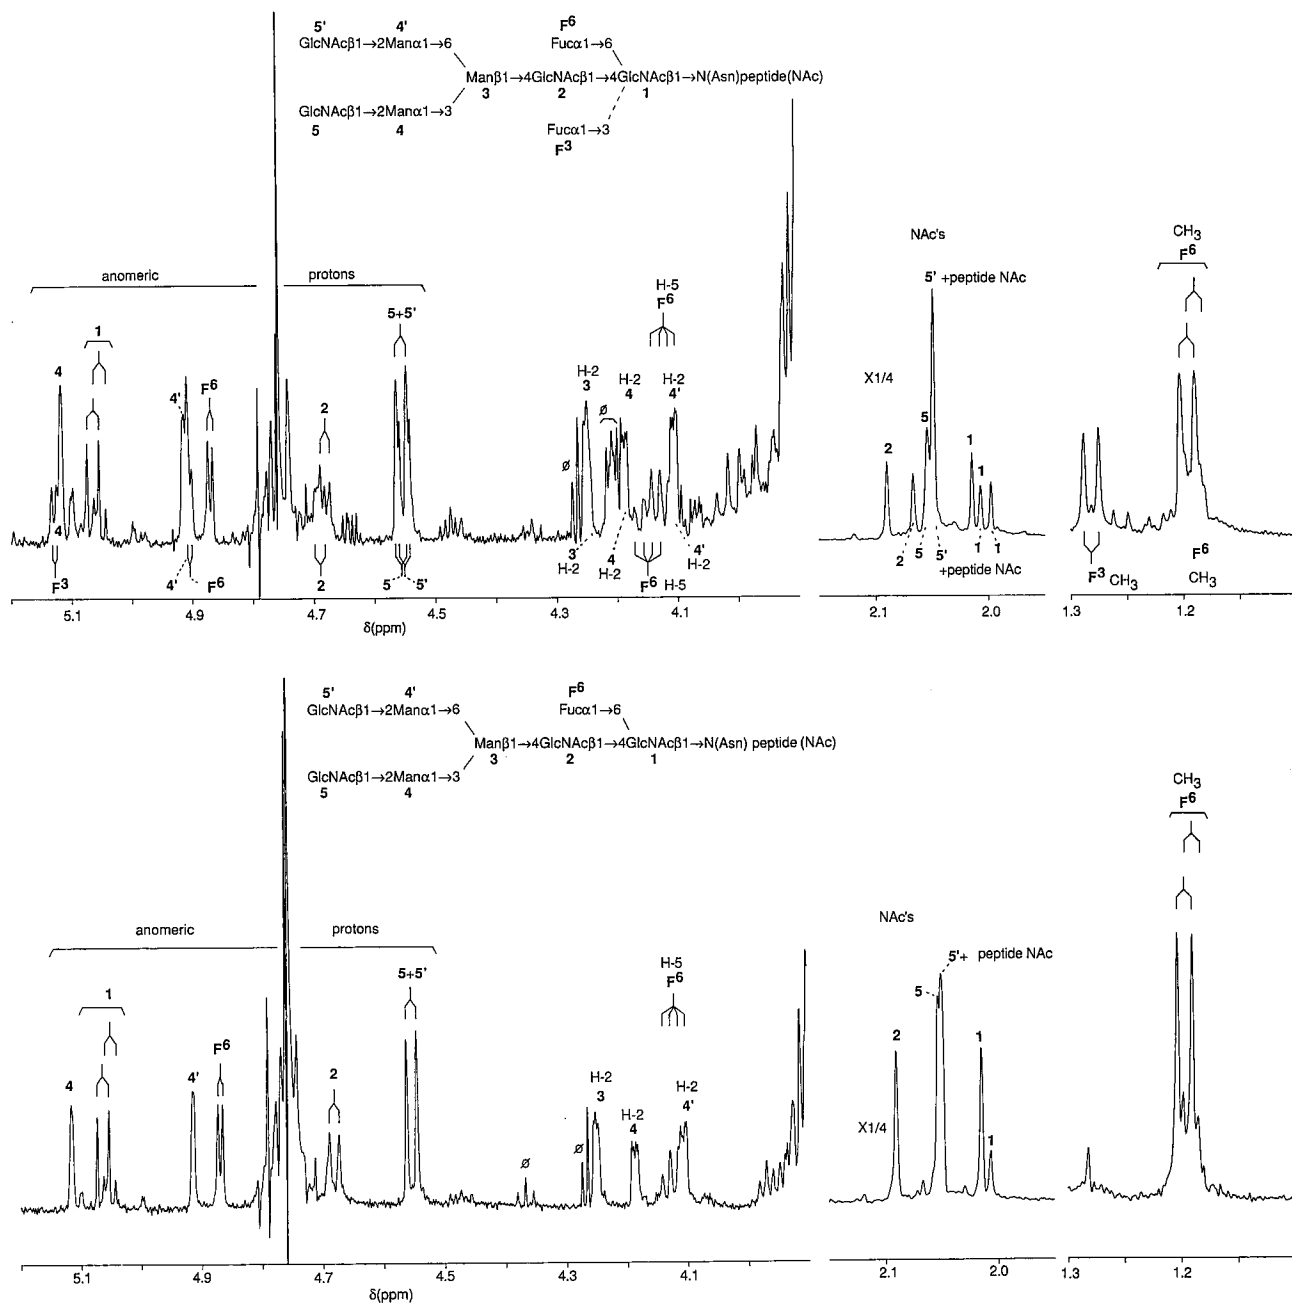 5' 4' F6
GlcNAcβ1→2Manα1→6 Fucα1→6
Manβ1→4GlcNAcβ1→4GlcNAcβ1→N(Asn)peptide(NAc)
3 2 1
GlcNAcβ1→2Manα1→3 Fucα1→3
5 4 F3
anomeric protons
NAc's
CH3
F6
5' +peptide NAc
H-5
F6
5+5'
1
4
4' F6
2
H-2
3
ø
H-2
4
H-2
4'
ø
X1/4
2
5
1
1
4
F3
4' F6
2
5 5'
3
H-2
4
H-2
F6 H-5
4'
H-2
2 5 5' 1 1
+peptide NAc
F3 CH3
F6
CH3
5.1 4.9 4.7 4.5 4.3 4.1
δ(ppm)
2.1 2.0
1.3 1.2
5' 4' F6
GlcNAcβ1→2Manα1→6 Fucα1→6
Manβ1→4GlcNAcβ1→4GlcNAcβ1→N(Asn) peptide (NAc)
3 2 1
GlcNAcβ1→2Manα1→3
5 4
anomeric protons
NAc's
CH3
F6
5'+ peptide NAc
5
H-5
F6
5+5'
1
4
4' F6
2
H-2
3
H-2
4
H-2
4'
ø
ø
X1/4
2
1
1
5.1 4.9 4.7 4.5 4.3 4.1
δ(ppm)
2.1 2.0
1.3 1.2